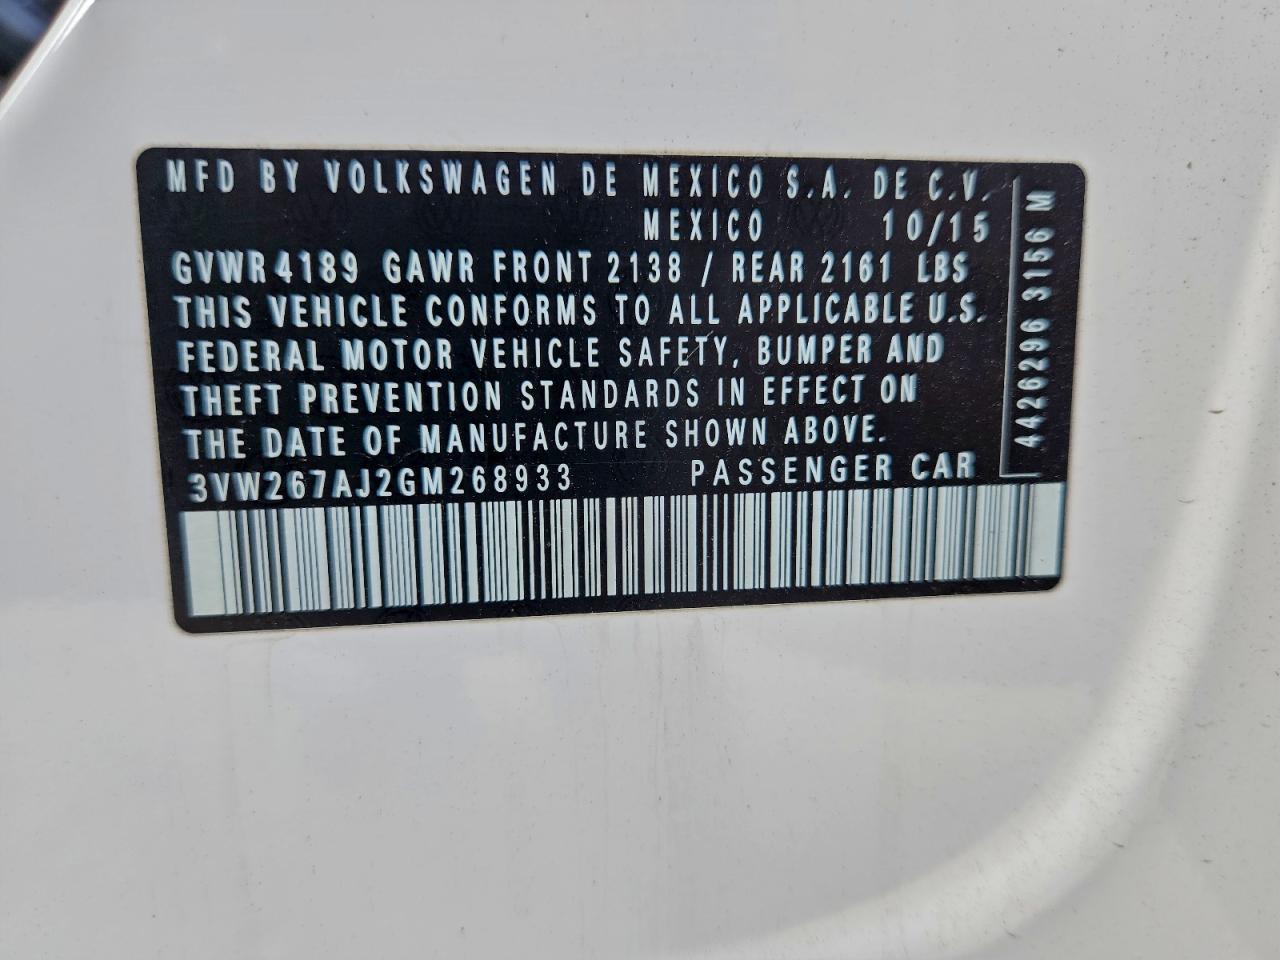 MFD BY VOLKSWAGEN DE MEXICO S.A. DE C.V.
MEXICO 10/15
GVWR 4189 GAWR FRONT 2138 / REAR 2161 LBS
THIS VEHICLE CONFORMS TO ALL APPLICABLE U.S.
FEDERAL MOTOR VEHICLE SAFETY, BUMPER AND
THEFT PREVENTION STANDARDS IN EFFECT ON
THE DATE OF MANUFACTURE SHOWN ABOVE.
3VW267AJ2GM268933 PASSENGER CAR
4426296 3156 M